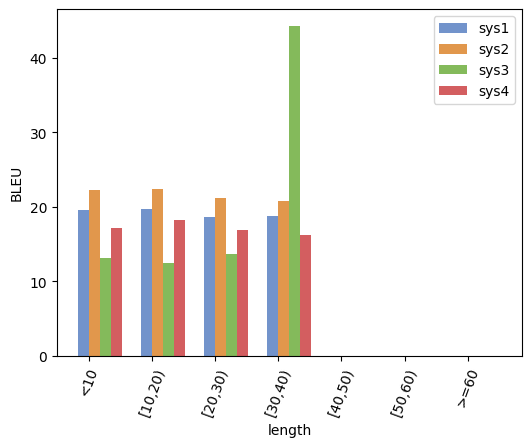 sys1
sys2
sys3
sys4
BLEU
40
30
20
10
0
<10
[10,20)
[20,30)
[30,40)
[40,50)
[50,60)
>=60
length